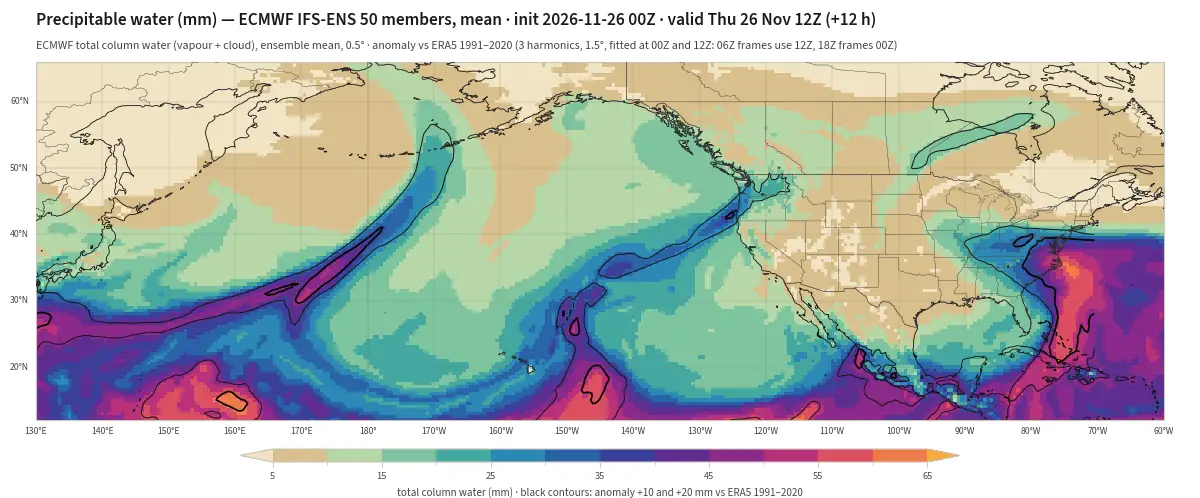 Precipitable water (mm) — ECMWF IFS-ENS 50 members, mean · init 2026-11-26 00Z · valid Thu 26 Nov 12Z (+12 h)
ECMWF total column water (vapour + cloud), ensemble mean, 0.5° · anomaly vs ERA5 1991–2020 (3 harmonics, 1.5°, fitted at 00Z and 12Z: 06Z frames use 12Z, 18Z frames 00Z)
60°N
50°N
40°N
30°N
20°N
130°E 140°E 150°E 160°E 170°E 180° 170°W 160°W 150°W 140°W 130°W 120°W 110°W 100°W 90°W 80°W 70°W 60°W
5 15 25 35 45 55 65
total column water (mm) · black contours: anomaly +10 and +20 mm vs ERA5 1991–2020